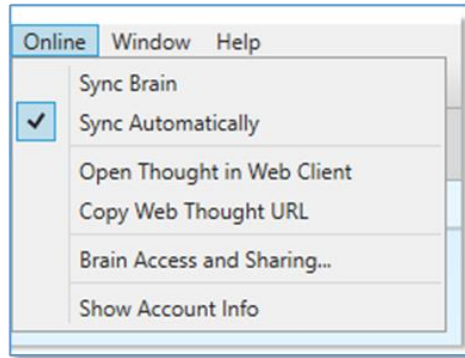 Online Window Help
Sync Brain
Sync Automatically
Open Thought in Web Client
Copy Web Thought URL
Brain Access and Sharing...
Show Account Info